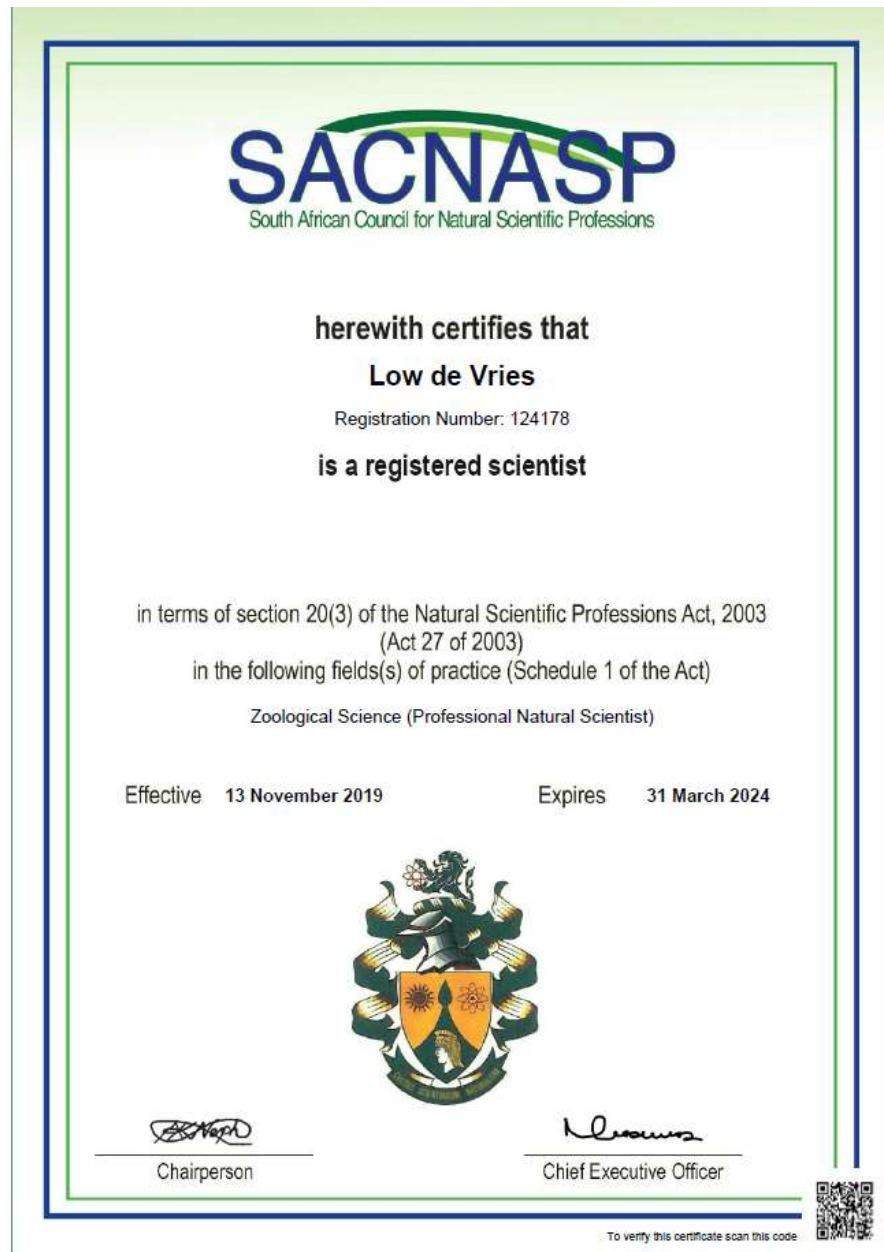 SACNASP
South African Council for Natural Scientific Professions
herewith certifies that
Low de Vries
Registration Number: 124178
is a registered scientist
in terms of section 20(3) of the Natural Scientific Professions Act, 2003
(Act 27 of 2003)
in the following fields(s) of practice (Schedule 1 of the Act)
Zoological Science (Professional Natural Scientist)
Effective 13 November 2019 Expires 31 March 2024
Chairperson Chief Executive Officer
To verify this certificate scan this code